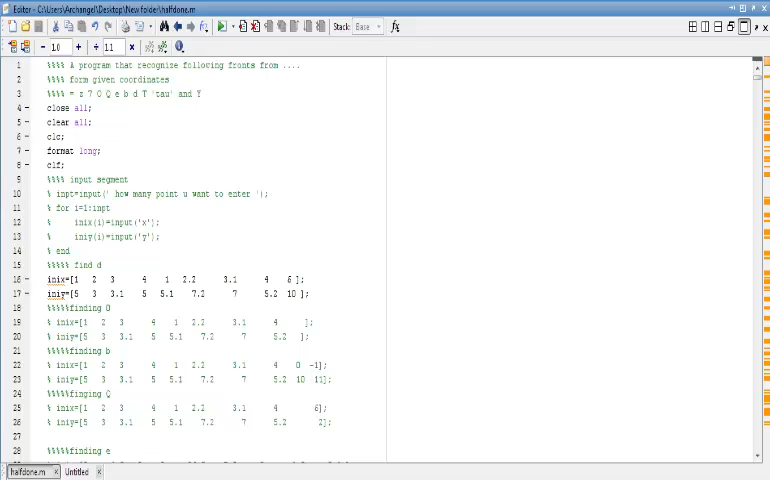 Editor - C:\Users\Archangel\Desktop\New folder\halfdone.m
Stack: Base
− 1.0 + ÷ 1.1 ×
1 %%%% A program that recognize following fronts from ....
2 %%%% form given coordinates
3 %%%% = z 7 O Q e b d T 'tau' and Y
4 - close all;
5 - clear all;
6 - clc;
7 - format long;
8 - clf;
9 %%%% input segment
10 % inpt=input(' how many point u want to enter ');
11 % for i=1:inpt
12 % inix(i)=input('x');
13 % iniy(i)=input('y');
14 % end
15 %%%%% find d
16 - inix=[1 2 3 4 1 2.2 3.1 4 6 ];
17 - iniy=[5 3 3.1 5 5.1 7.2 7 5.2 10 ];
18 %%%%%finding O
19 % inix=[1 2 3 4 1 2.2 3.1 4 ];
20 % iniy=[5 3 3.1 5 5.1 7.2 7 5.2 ];
21 %%%%%finding b
22 % inix=[1 2 3 4 1 2.2 3.1 4 0 -1];
23 % iniy=[5 3 3.1 5 5.1 7.2 7 5.2 10 11];
24 %%%%%finging Q
25 % inix=[1 2 3 4 1 2.2 3.1 4 6];
26 % iniy=[5 3 3.1 5 5.1 7.2 7 5.2 2];
27
28 %%%%%finding e
halfdone.m × Untitled ×